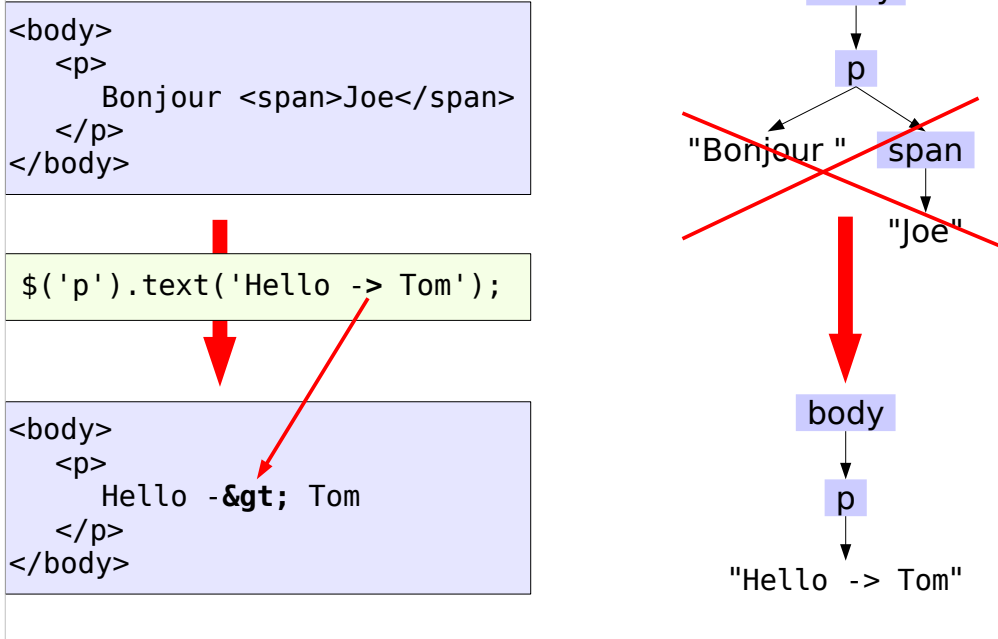 <body>
<p>
Bonjour <span>Joe</span>
</p>
</body>
$('p').text('Hello -> Tom');
<body>
<p>
Hello -&gt; Tom
</p>
</body>
p
"Bonjour "
span
"Joe"
body
p
"Hello -> Tom"